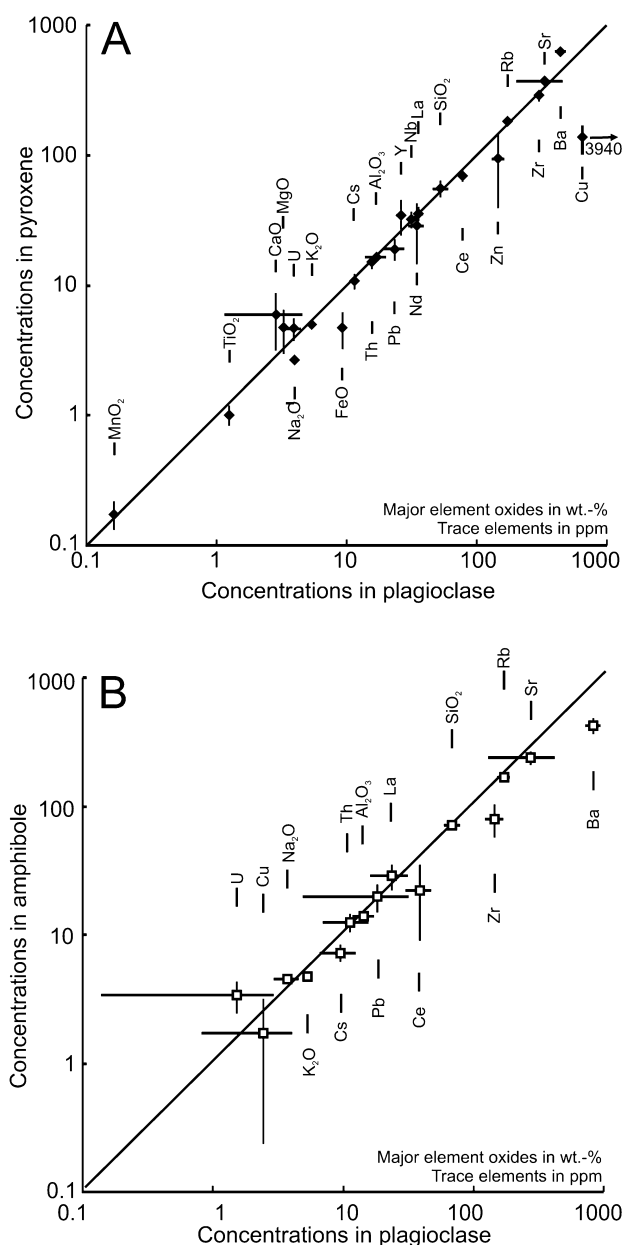 A
1000
100
10
1
0.1
Concentrations in pyroxene
MnO2
TiO2
CaO
MgO
U
Na2O
K2O
FeO
Cs
Th
Al2O3
Pb
Y
Nb
La
Nd
SiO2
Ce
Zn
Rb
Zr
Sr
Ba
Cu
3940
Major element oxides in wt.-%
Trace elements in ppm
0.1 1 10 100 1000
Concentrations in plagioclase
B
1000
100
10
1
0.1
Concentrations in amphibole
U
Cu
Na2O
K2O
Cs
Th
Al2O3
Pb
La
Ce
SiO2
Zr
Rb
Sr
Ba
Major element oxides in wt.-%
Trace elements in ppm
0.1 1 10 100 1000
Concentrations in plagioclase